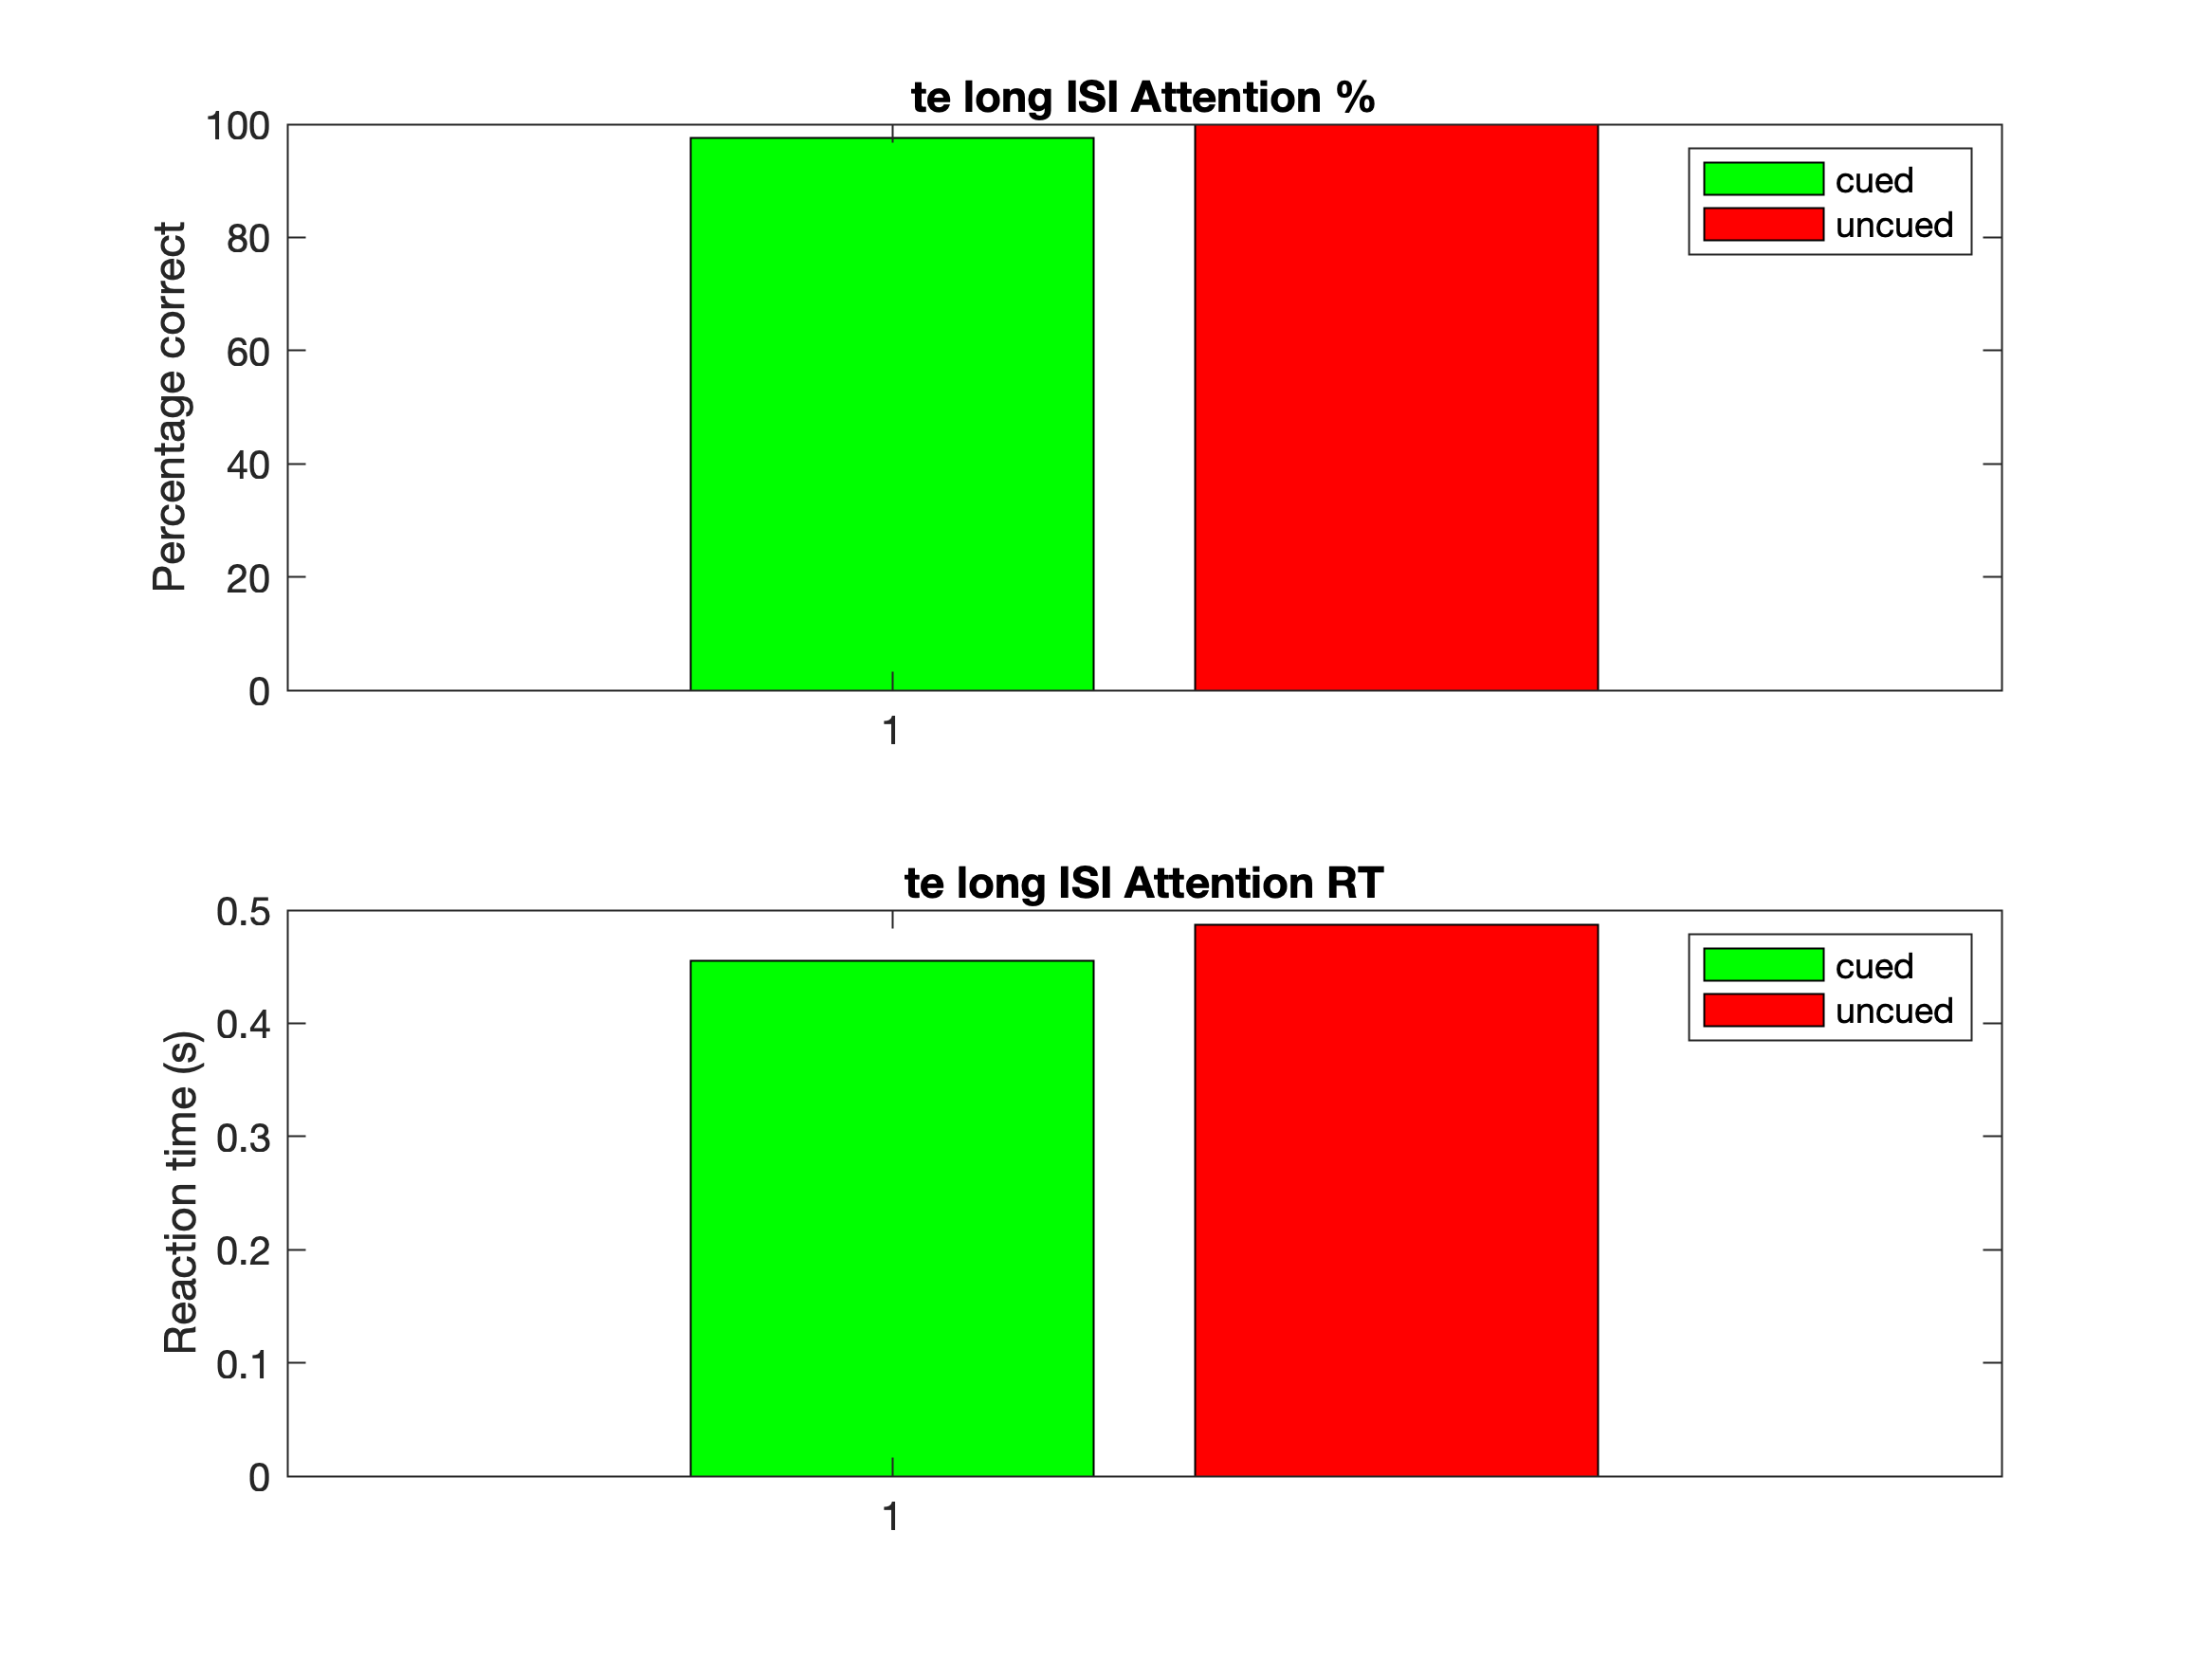 te long ISI Attention %
Percentage correct
100
80
60
40
20
0
1
cued
uncued
te long ISI Attention RT
Reaction time (s)
0.5
0.4
0.3
0.2
0.1
0
1
cued
uncued